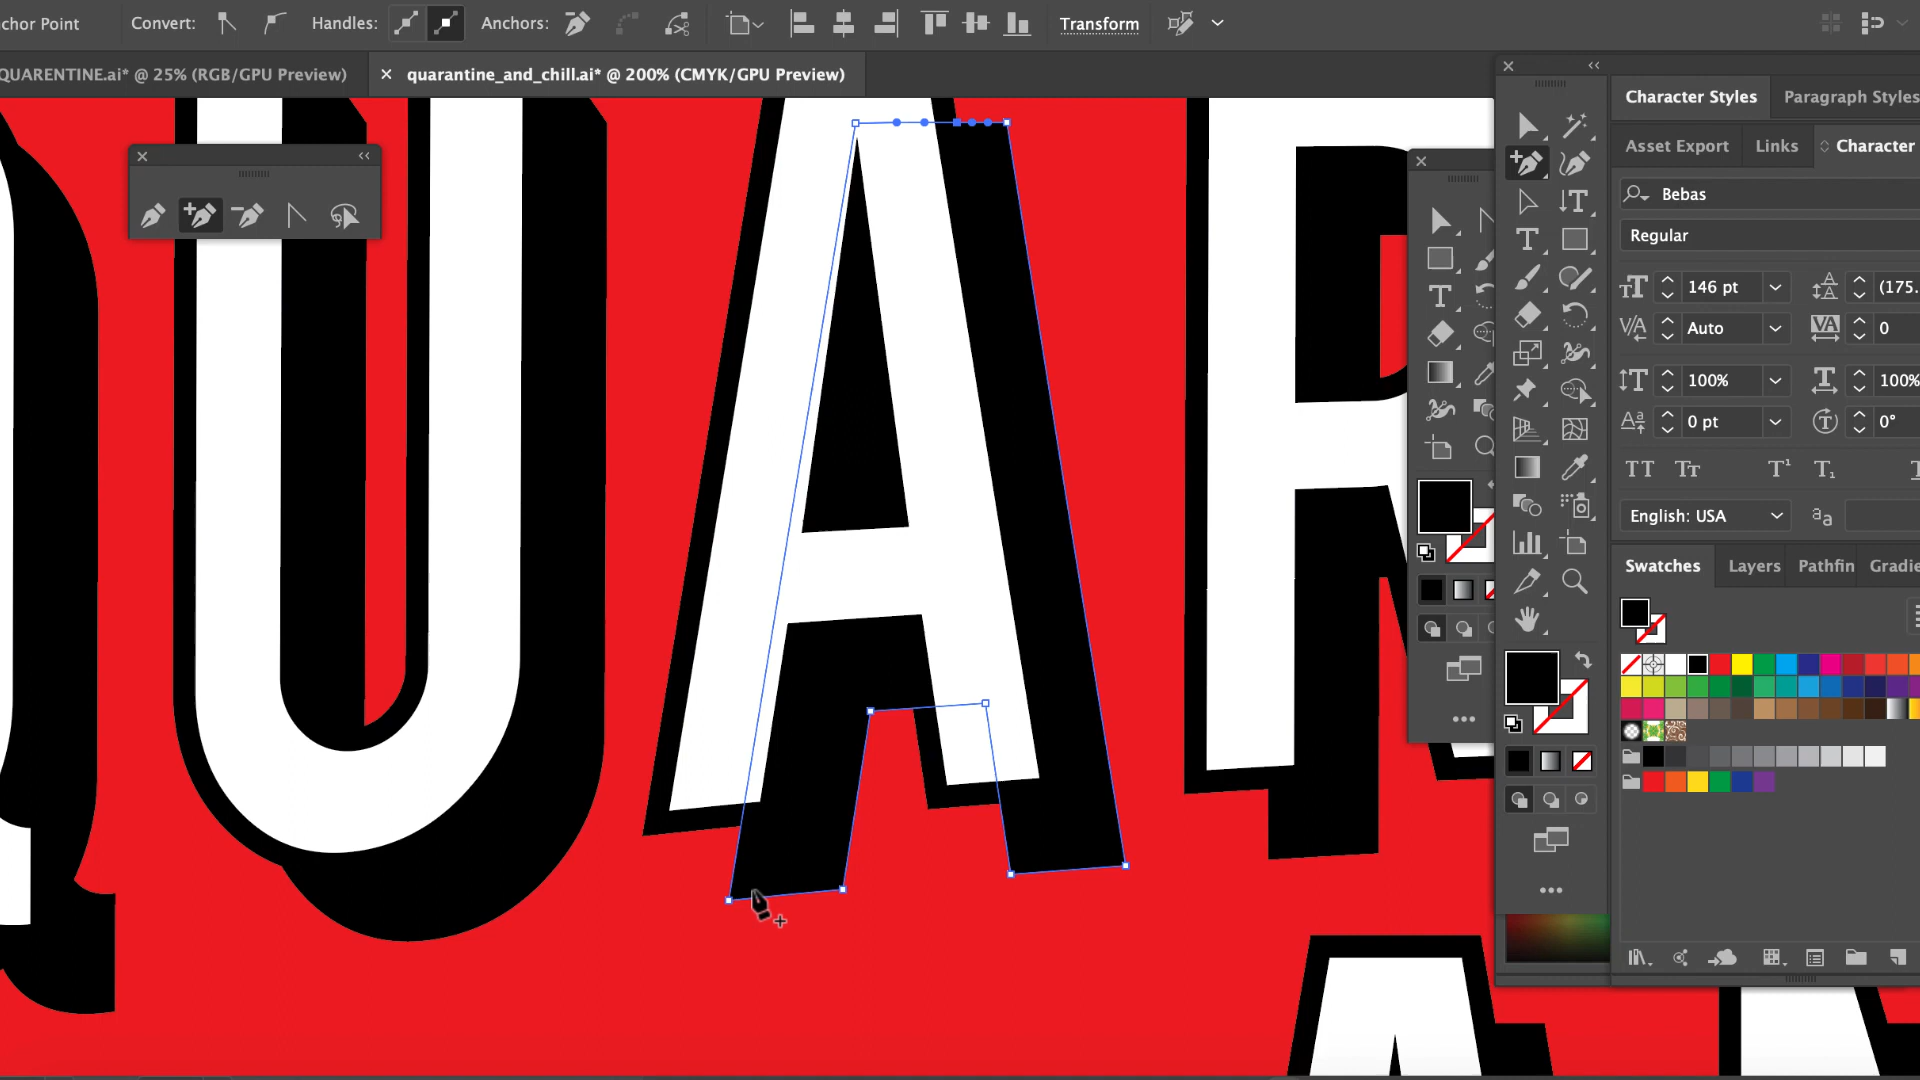 nchor Point Convert: Handles: Anchors: Transform
QUARENTINE.ai* @ 25% (RGB/GPU Preview) × quarantine_and_chill.ai* @ 200% (CMYK/GPU Preview)
Character Styles Paragraph Styles
Asset Export Links Character
Bebas
Regular
146 pt (175.
Auto 0
100% 100%
0 pt 0°
English: USA
Swatches Layers Pathfin Gradie
QUAR
A